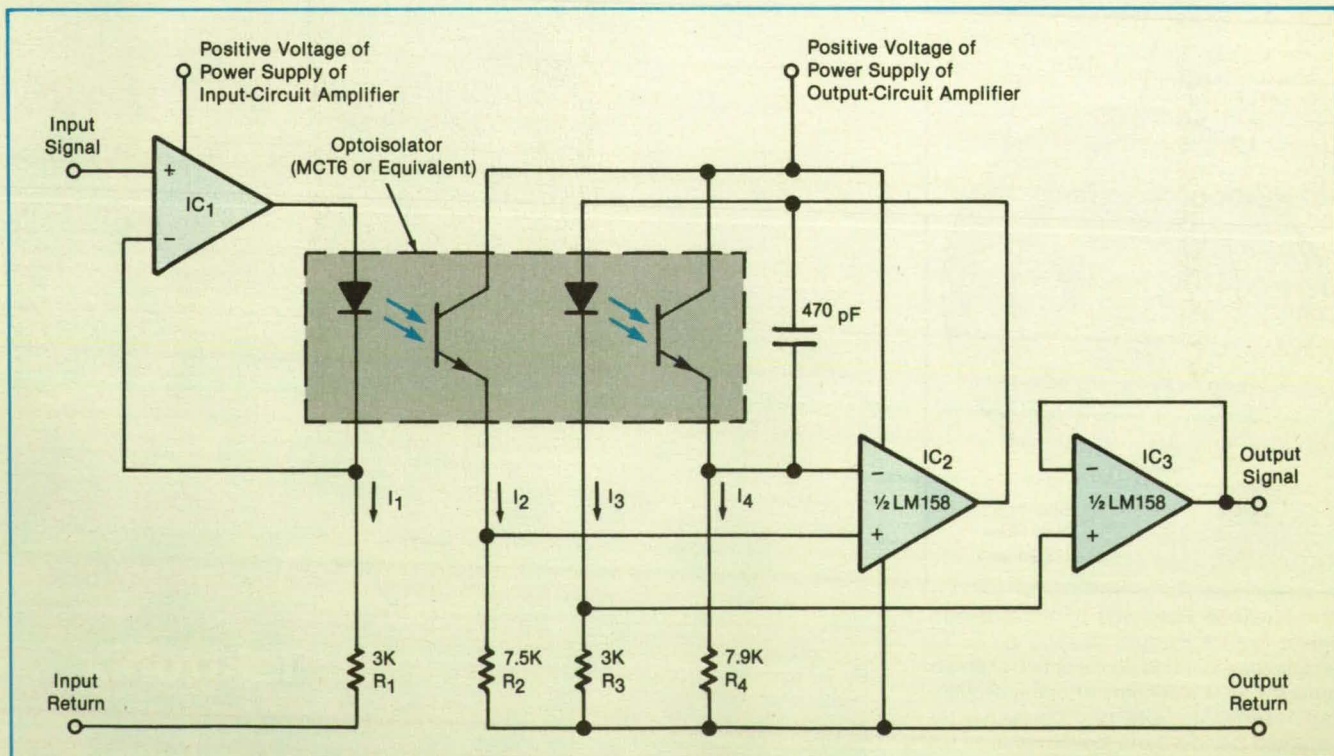 Positive Voltage of
Power Supply of
Input-Circuit Amplifier
Positive Voltage of
Power Supply of
Output-Circuit Amplifier
Input
Signal
Optoisolator
(MCT6 or Equivalent)
+
IC1
−
470 pF
I1
I2
I3
I4
−
IC2
½ LM158
+
−
IC3
½ LM158
+
Output
Signal
3K
R1
7.5K
R2
3K
R3
7.9K
R4
Input
Return
Output
Return